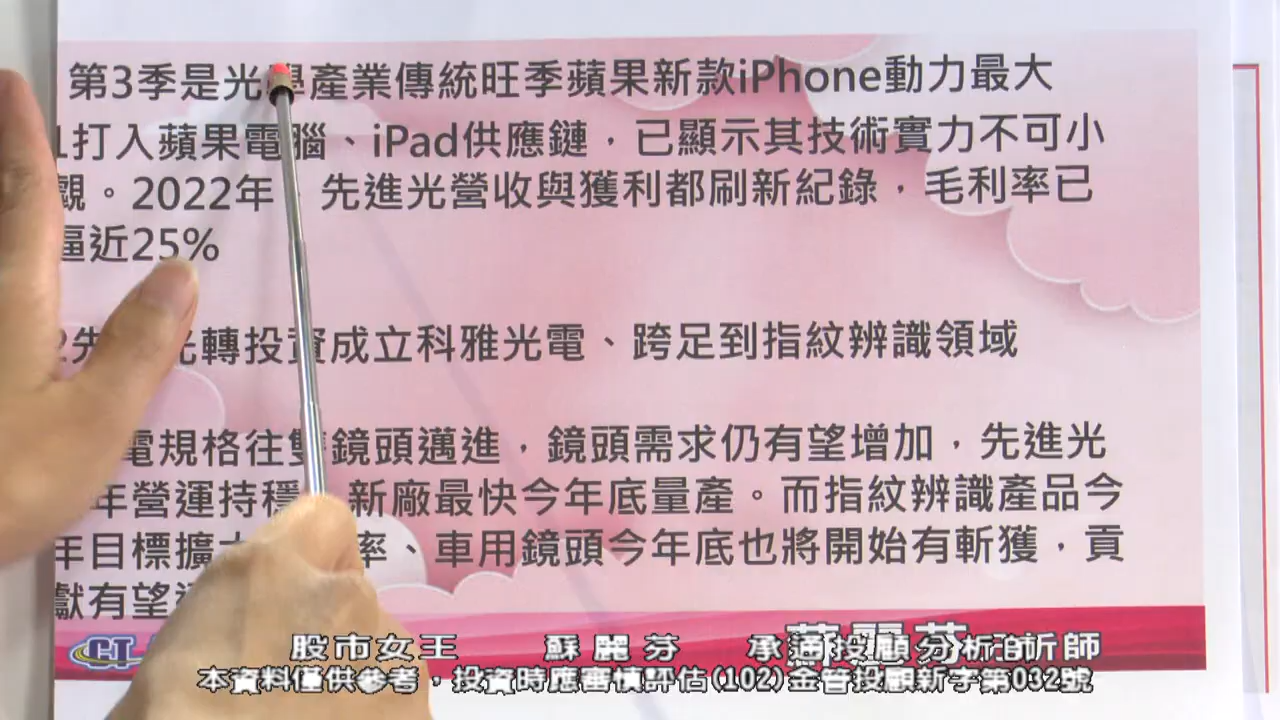 第3季是光學產業傳統旺季蘋果新款iPhone動力最大
1打入蘋果電腦、iPad供應鏈，已顯示其技術實力不可小
覷。2022年 先進光營收與獲利都刷新紀錄，毛利率已
逼近25%
2先 光轉投資成立科雅光電、跨足到指紋辨識領域
電規格往雙鏡頭邁進，鏡頭需求仍有望增加，先進光
年營運持穩 新廠最快今年底量產。而指紋辨識產品今
年目標擴大 率、車用鏡頭今年底也將開始有斬獲，貢
獻有望
股市女王 蘇麗芬 承通投顧分析師
本資料僅供參考，投資時應審慎評估(102)金管投顧新字第032號